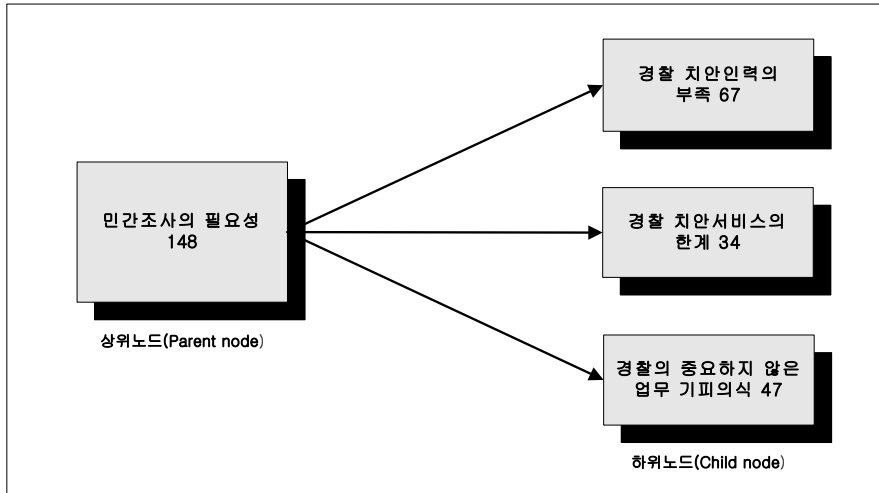 민간조사의 필요성
148
상위노드(Parent node)
경찰 치안인력의
부족 67
경찰 치안서비스의
한계 34
경찰의 중요하지 않은
업무 기피의식 47
하위노드(Child node)